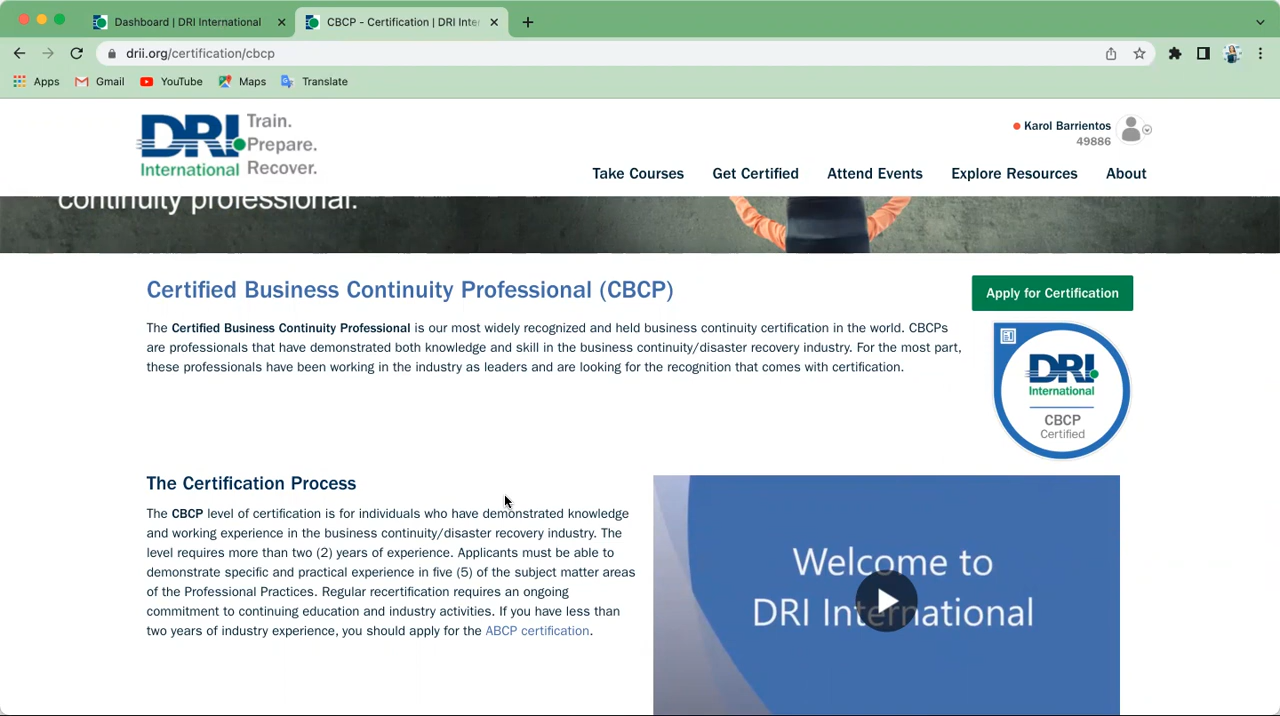 Dashboard | DRI International
CBCP - Certification | DRI Inte
drii.org/certification/cbcp
Apps
Gmail
YouTube
Maps
Translate
DRI
International
Train.
Prepare.
Recover.
Karol Barrientos
49886
Take Courses
Get Certified
Attend Events
Explore Resources
About
continuity professional.
Certified Business Continuity Professional (CBCP)
Apply for Certification
The Certified Business Continuity Professional is our most widely recognized and held business continuity certification in the world. CBCPs
are professionals that have demonstrated both knowledge and skill in the business continuity/disaster recovery industry. For the most part,
these professionals have been working in the industry as leaders and are looking for the recognition that comes with certification.
DRI
International
CBCP
Certified
The Certification Process
The CBCP level of certification is for individuals who have demonstrated knowledge
and working experience in the business continuity/disaster recovery industry. The
level requires more than two (2) years of experience. Applicants must be able to
demonstrate specific and practical experience in five (5) of the subject matter areas
of the Professional Practices. Regular recertification requires an ongoing
commitment to continuing education and industry activities. If you have less than
two years of industry experience, you should apply for the ABCP certification.
Welcome to
DRI International